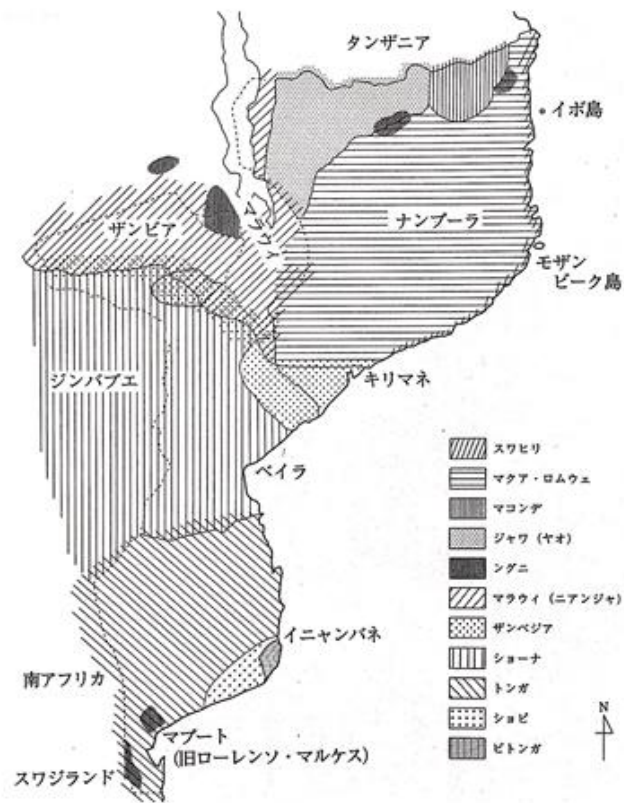 タンザニア
イボ島
ザンビア
マラウィ
ナンプーラ
モザン
ビーク島
ジンバブエ
キリマネ
ベイラ
スワヒリ
マクア・ロムウェ
マコンデ
ジャワ（ヤオ）
ングニ
マラウィ（ニアンジャ）
ザンベジア
ショーナ
トンガ
ショピ
ビトンガ
イニャンバネ
南アフリカ
マプート
(旧ローレンソ・マルケス)
スワジランド
N